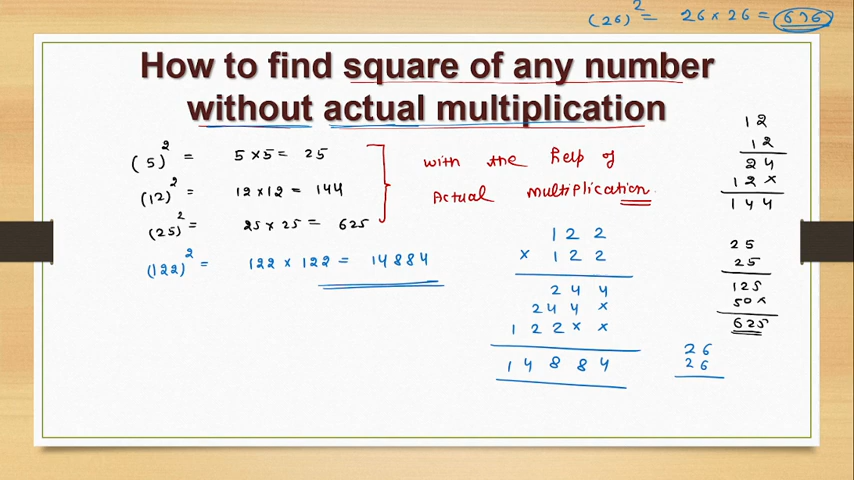 (26)² = 26 × 26 = 676
How to find square of any number
without actual multiplication
(5)² = 5 × 5 = 25
(12)² = 12 × 12 = 144
(25)² = 25 × 25 = 625
with the help of
Actual Multiplication.
(122)² = 122 × 122 = 14884
122
× 122
244
244×
122××
14884
12
12
24
12×
144
25
25
125
50×
625
26
26